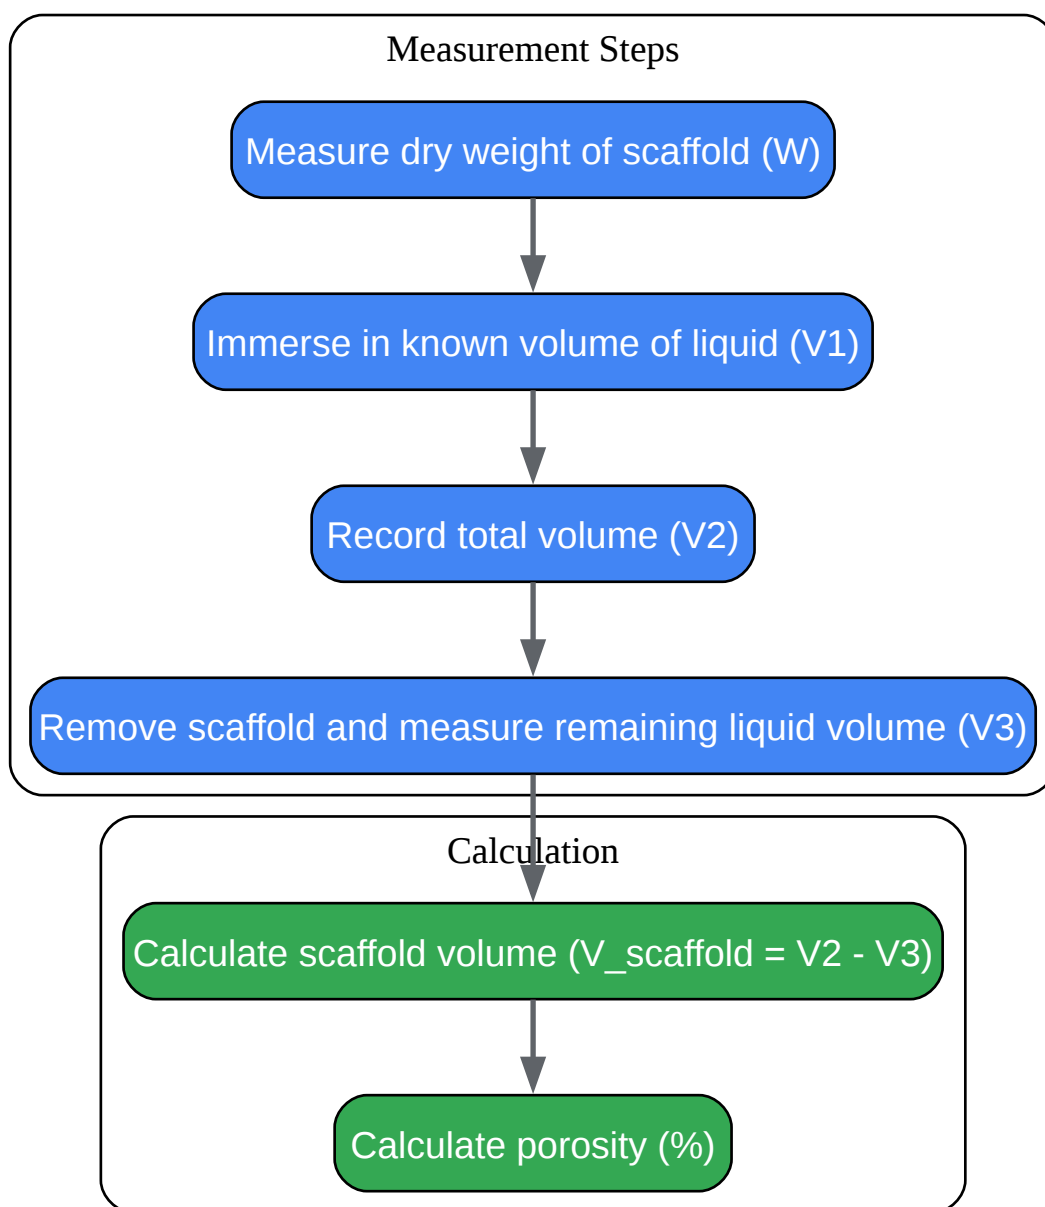 Measurement Steps
Measure dry weight of scaffold (W)
Immerse in known volume of liquid (V1)
Record total volume (V2)
Remove scaffold and measure remaining liquid volume (V3)
Calculation
Calculate scaffold volume (V_scaffold = V2 - V3)
Calculate porosity (%)